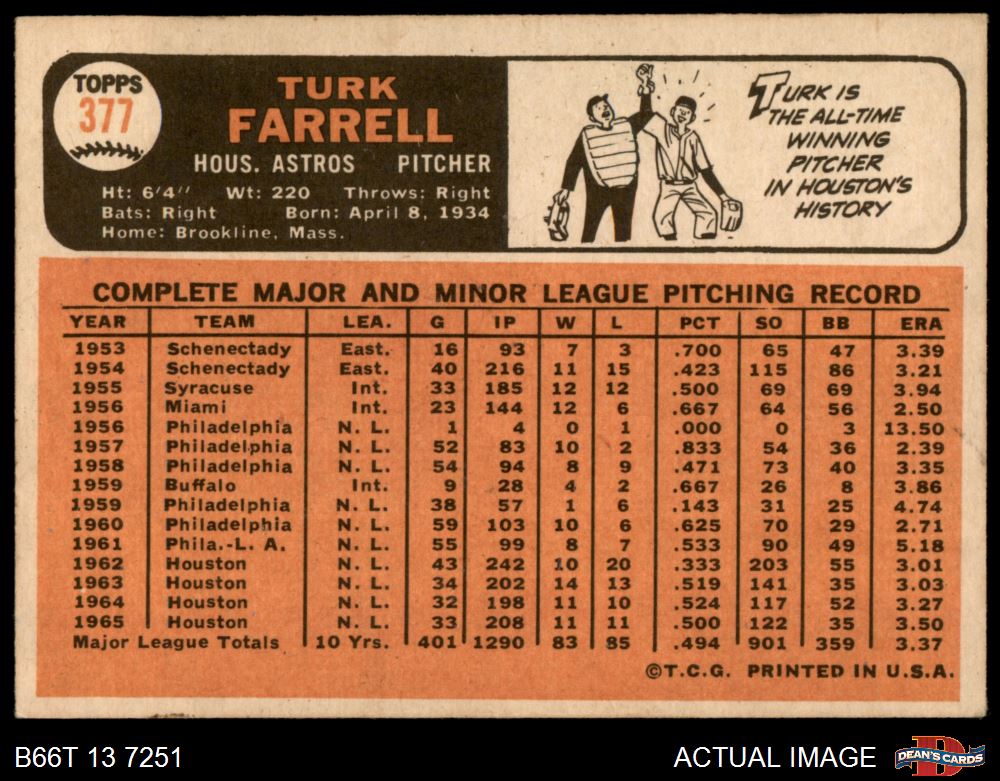 TOPPS
377
TURK
FARRELL
HOUS. ASTROS PITCHER
Ht: 6'4" Wt: 220 Throws: Right
Bats: Right Born: April 8, 1934
Home: Brookline, Mass.
TURK IS
THE ALL-TIME
WINNING
PITCHER
IN HOUSTON'S
HISTORY
COMPLETE MAJOR AND MINOR LEAGUE PITCHING RECORD
YEAR TEAM LEA. G IP W L PCT SO BB ERA
1953 Schenectady East. 16 93 7 3 .700 65 47 3.39
1954 Schenectady East. 40 216 11 15 .423 115 86 3.21
1955 Syracuse Int. 33 185 12 12 .500 69 69 3.94
1956 Miami Int. 23 144 12 6 .667 64 56 2.50
1956 Philadelphia N. L. 1 4 0 1 .000 0 3 13.50
1957 Philadelphia N. L. 52 83 10 2 .833 54 36 2.39
1958 Philadelphia N. L. 54 94 8 9 .471 73 40 3.35
1959 Buffalo Int. 9 28 4 2 .667 26 8 3.86
1959 Philadelphia N. L. 38 57 1 6 .143 31 25 4.74
1960 Philadelphia N. L. 59 103 10 6 .625 70 29 2.71
1961 Phila.-L. A. N. L. 55 99 8 7 .533 90 49 5.18
1962 Houston N. L. 43 242 10 20 .333 203 55 3.01
1963 Houston N. L. 34 202 14 13 .519 141 35 3.03
1964 Houston N. L. 32 198 11 10 .524 117 52 3.27
1965 Houston N. L. 33 208 11 11 .500 122 35 3.50
Major League Totals 10 Yrs. 401 1290 83 85 .494 901 359 3.37
©T.C.G. PRINTED IN U.S.A.
B66T 13 7251
ACTUAL IMAGE
DEAN'S CARDS